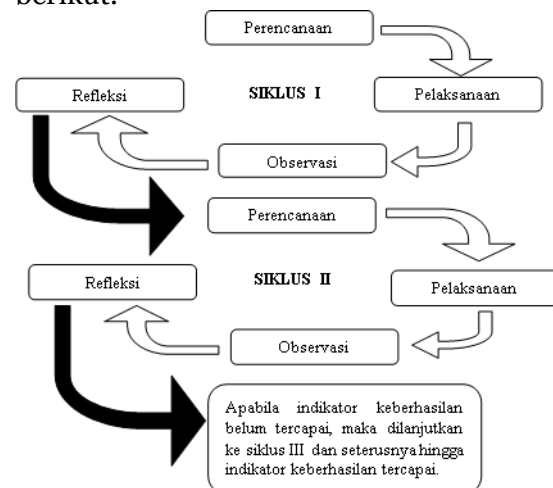 berikut:
Perencanaan
Refleksi
SIKLUS I
Pelaksanaan
Observasi
Perencanaan
Refleksi
SIKLUS II
Pelaksanaan
Observasi
Apabila indikator keberhasilan
belum tercapai, maka dilanjutkan
ke siklus III dan seterusnya hingga
indikator keberhasilan tercapai.